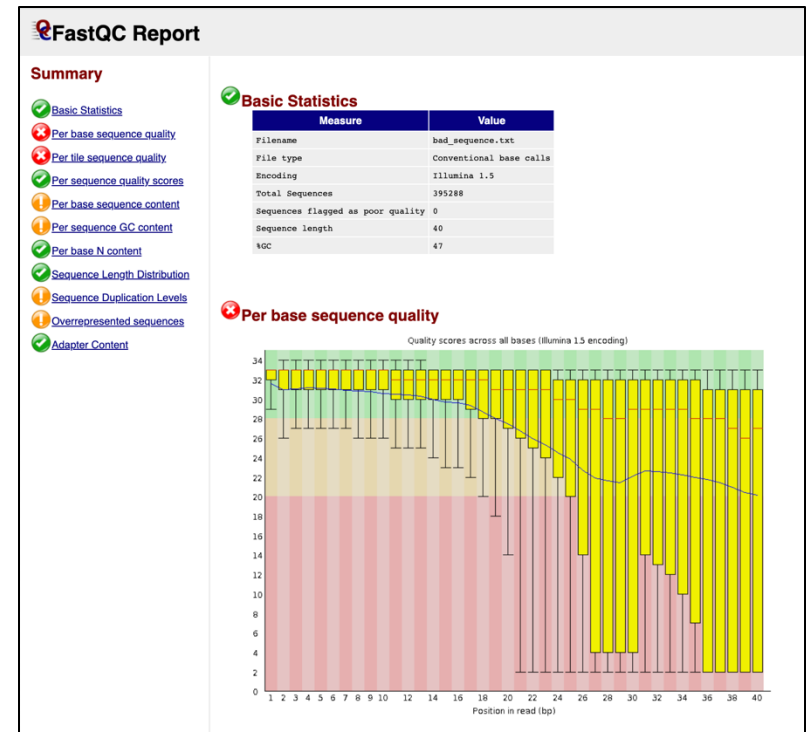 FastQC Report
Summary
Basic Statistics
Per base sequence quality
Per tile sequence quality
Per sequence quality scores
Per base sequence content
Per sequence GC content
Per base N content
Sequence Length Distribution
Sequence Duplication Levels
Overrepresented sequences
Adapter Content
Basic Statistics
Measure Value
Filename bad_sequence.txt
File type Conventional base calls
Encoding Illumina 1.5
Total Sequences 395288
Sequences flagged as poor quality 0
Sequence length 40
%GC 47
Per base sequence quality
Quality scores across all bases (Illumina 1.5 encoding)
34
32
30
28
26
24
22
20
18
16
14
12
10
8
6
4
2
0
1 2 3 4 5 6 7 8 9 10 12 14 16 18 20 22 24 26 28 30 32 34 36 38 40
Position in read (bp)